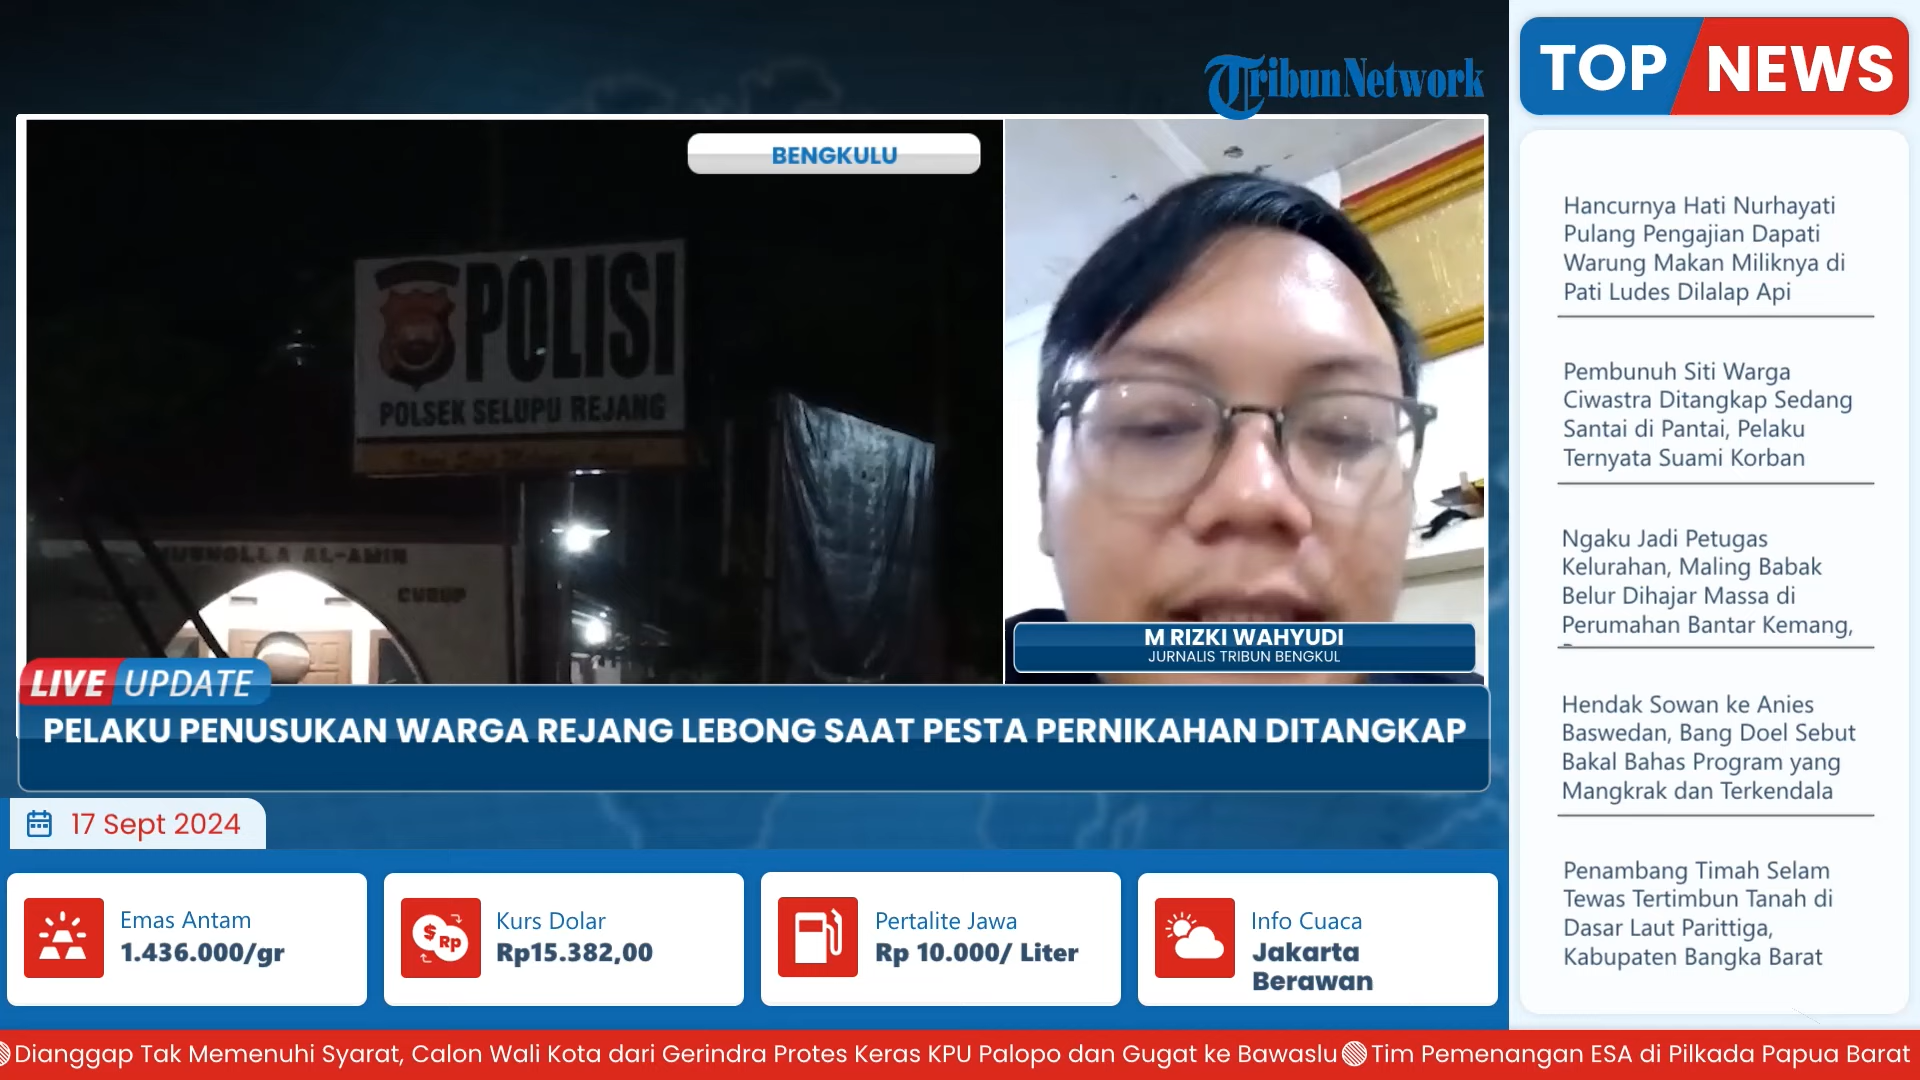 TribunNetwork
TOP NEWS
BENGKULU
POLISI
POLSEK SELUPU REJANG
MUSHOLLA AL-AMIN
CURUP
M RIZKI WAHYUDI
JURNALIS TRIBUN BENGKUL
LIVE UPDATE
PELAKU PENUSUKAN WARGA REJANG LEBONG SAAT PESTA PERNIKAHAN DITANGKAP
17 Sept 2024
Emas Antam
1.436.000/gr
Kurs Dolar
Rp15.382,00
Pertalite Jawa
Rp 10.000/ Liter
Info Cuaca
Jakarta
Berawan
Hancurnya Hati Nurhayati
Pulang Pengajian Dapati
Warung Makan Miliknya di
Pati Ludes Dilalap Api
Pembunuh Siti Warga
Ciwastra Ditangkap Sedang
Santai di Pantai, Pelaku
Ternyata Suami Korban
Ngaku Jadi Petugas
Kelurahan, Maling Babak
Belur Dihajar Massa di
Perumahan Bantar Kemang,
Hendak Sowan ke Anies
Baswedan, Bang Doel Sebut
Bakal Bahas Program yang
Mangkrak dan Terkendala
Penambang Timah Selam
Tewas Tertimbun Tanah di
Dasar Laut Parittiga,
Kabupaten Bangka Barat
Dianggap Tak Memenuhi Syarat, Calon Wali Kota dari Gerindra Protes Keras KPU Palopo dan Gugat ke Bawaslu Tim Pemenangan ESA di Pilkada Papua Barat